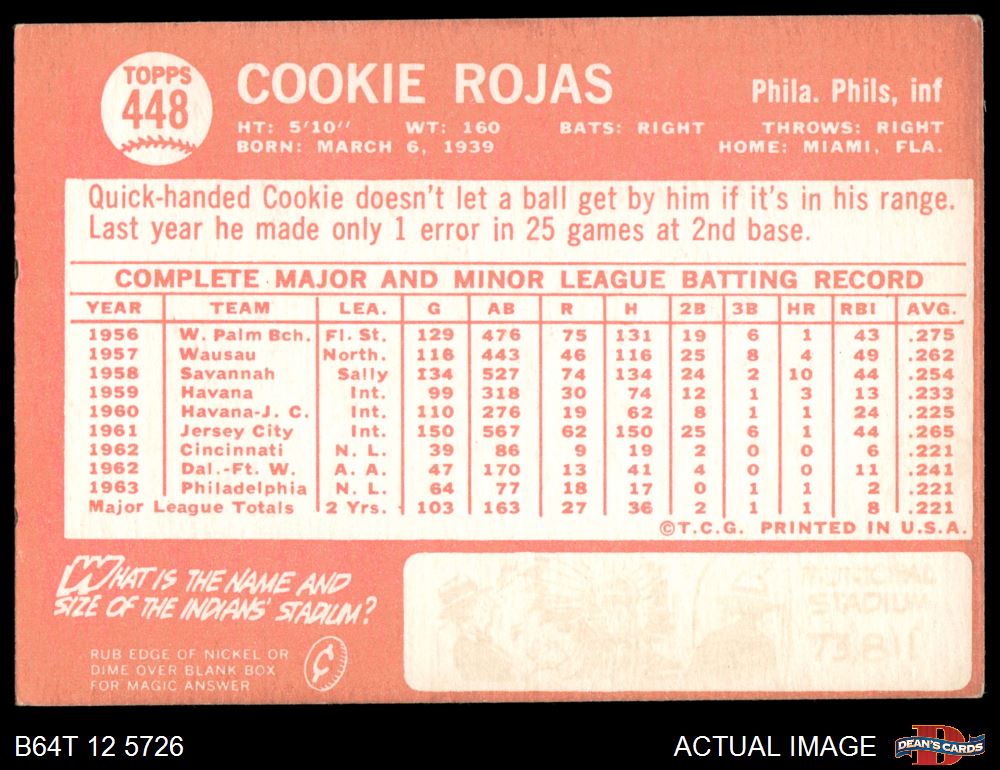 TOPPS
448
COOKIE ROJAS
Phila. Phils, inf
HT: 5'10" WT: 160 BATS: RIGHT THROWS: RIGHT
BORN: MARCH 6, 1939 HOME: MIAMI, FLA.
Quick-handed Cookie doesn't let a ball get by him if it's in his range.
Last year he made only 1 error in 25 games at 2nd base.
COMPLETE MAJOR AND MINOR LEAGUE BATTING RECORD
YEAR TEAM LEA. G AB R H 2B 3B HR RBI AVG.
1956 W. Palm Bch. Fl. St. 129 476 75 131 19 6 1 43 .275
1957 Wausau North. 116 443 46 116 25 8 4 49 .262
1958 Savannah Sally 134 527 74 134 24 2 10 44 .254
1959 Havana Int. 99 318 30 74 12 1 3 13 .233
1960 Havana-J. C. Int. 110 276 19 62 8 1 1 24 .225
1961 Jersey City Int. 150 567 62 150 25 6 1 44 .265
1962 Cincinnati N. L. 39 86 9 19 2 0 0 6 .221
1962 Dal.-Ft. W. A. A. 47 170 13 41 4 0 0 11 .241
1963 Philadelphia N. L. 64 77 18 17 0 1 1 2 .221
Major League Totals 2 Yrs. 103 163 27 36 2 1 1 8 .221
©T.C.G. PRINTED IN U.S.A.
WHAT IS THE NAME AND
SIZE OF THE INDIANS' STADIUM?
RUB EDGE OF NICKEL OR
DIME OVER BLANK BOX
FOR MAGIC ANSWER
MUNICIPAL
STADIUM
73,811
B64T 12 5726
ACTUAL IMAGE
DEAN'S CARDS